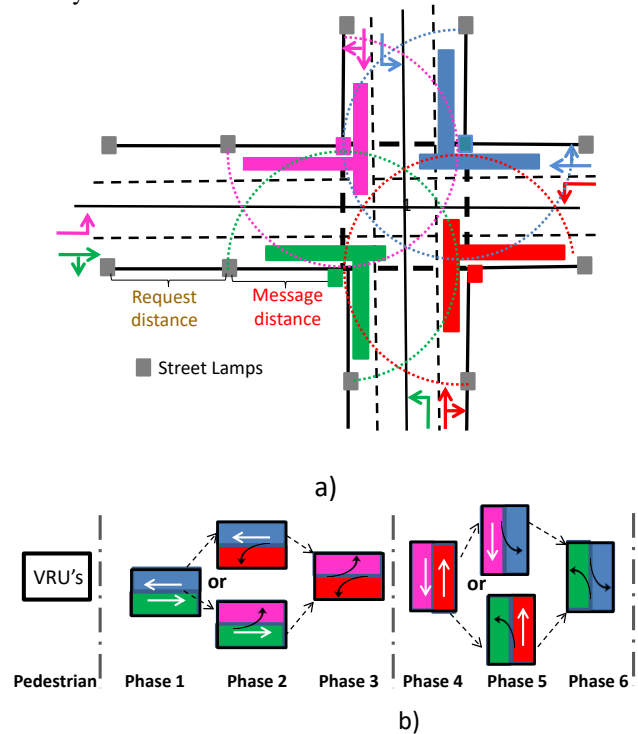 1
Request
distance
Message
distance
Street Lamps
a)
VRU's
or
or
Pedestrian
Phase 1
Phase 2
Phase 3
Phase 4
Phase 5
Phase 6
b)